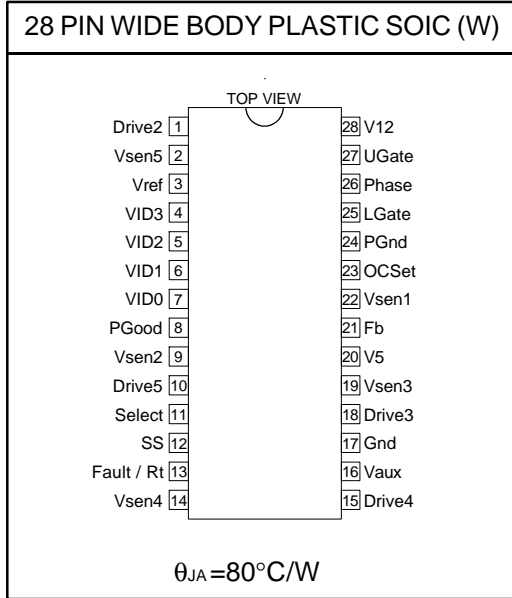 28 PIN WIDE BODY PLASTIC SOIC (W)
TOP VIEW
Drive2 1 28 V12
Vsen5 2 27 UGate
Vref 3 26 Phase
VID3 4 25 LGate
VID2 5 24 PGnd
VID1 6 23 OCSet
VID0 7 22 Vsen1
PGood 8 21 Fb
Vsen2 9 20 V5
Drive5 10 19 Vsen3
Select 11 18 Drive3
SS 12 17 Gnd
Fault / Rt 13 16 Vaux
Vsen4 14 15 Drive4
θJA =80°C/W